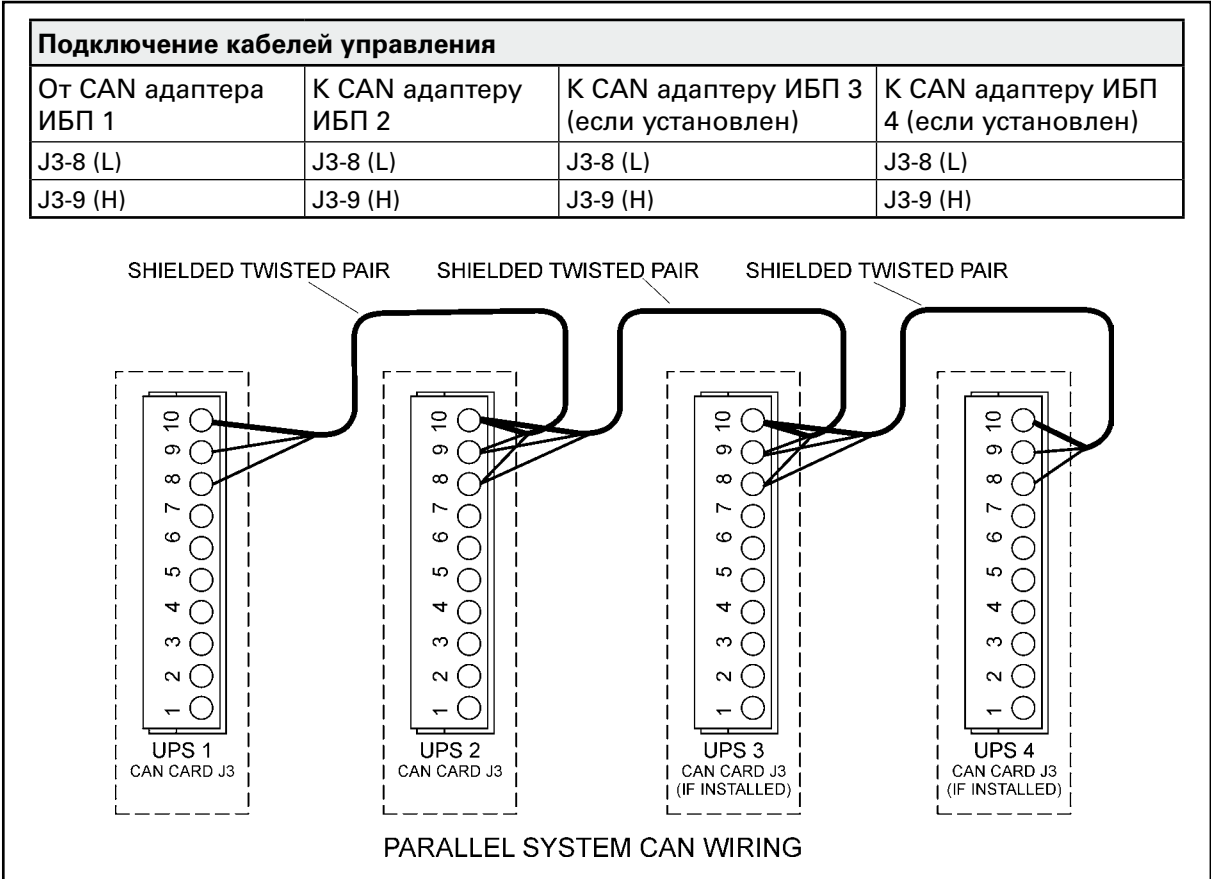 Подключение кабелей управления
От CAN адаптера
ИБП 1
К CAN адаптеру
ИБП 2
К CAN адаптеру ИБП 3
(если установлен)
К CAN адаптеру ИБП
4 (если установлен)
J3-8 (L)
J3-8 (L)
J3-8 (L)
J3-8 (L)
J3-9 (H)
J3-9 (H)
J3-9 (H)
J3-9 (H)
SHIELDED TWISTED PAIR
SHIELDED TWISTED PAIR
SHIELDED TWISTED PAIR
10
9
8
7
6
5
4
3
2
1
UPS 1
CAN CARD J3
10
9
8
7
6
5
4
3
2
1
UPS 2
CAN CARD J3
10
9
8
7
6
5
4
3
2
1
UPS 3
CAN CARD J3
(IF INSTALLED)
10
9
8
7
6
5
4
3
2
1
UPS 4
CAN CARD J3
(IF INSTALLED)
PARALLEL SYSTEM CAN WIRING